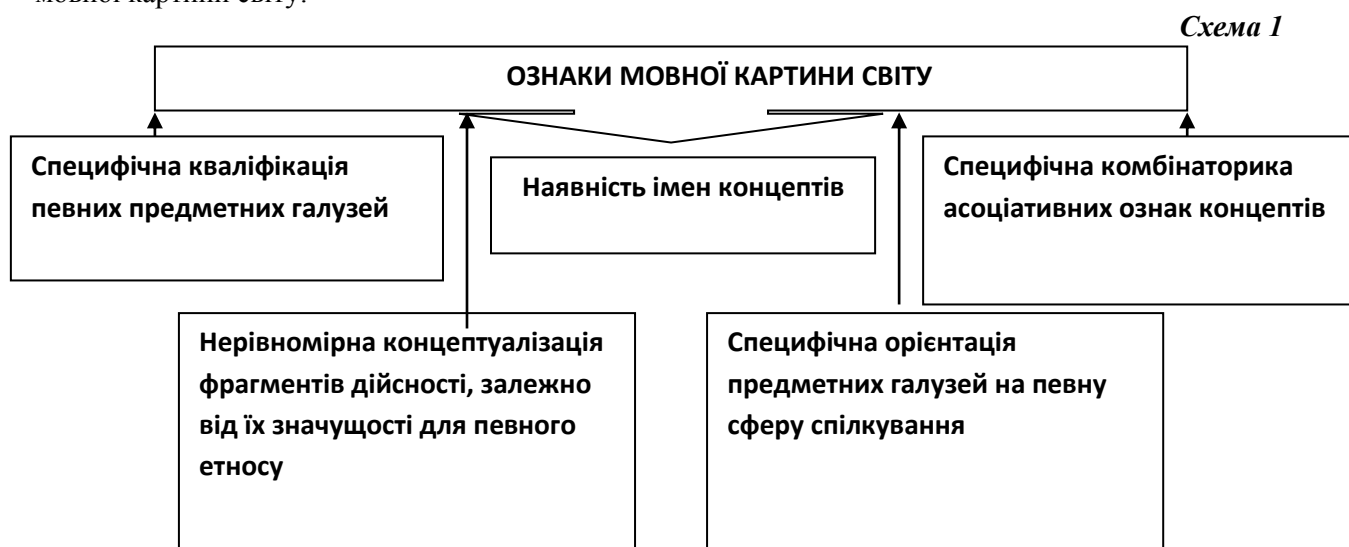 мовної картини світу.
Схема 1
ОЗНАКИ МОВНОЇ КАРТИНИ СВІТУ
Специфічна кваліфікація
певних предметних галузей
Наявність імен концептів
Специфічна комбінаторика
асоціативних ознак концептів
Нерівномірна концептуалізація
фрагментів дійсності, залежно
від їх значущості для певного
етносу
Специфічна орієнтація
предметних галузей на певну
сферу спілкування